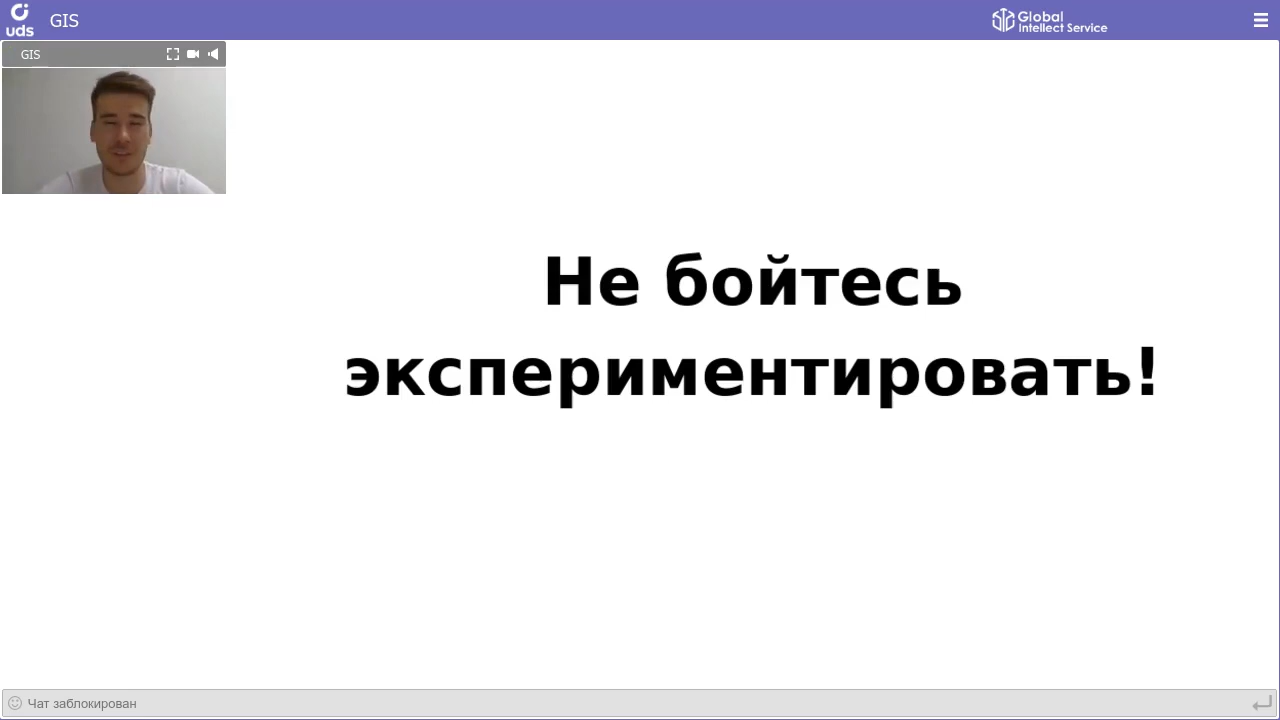 uds
GIS
Global
Intellect Service
GIS
Не бойтесь
экспериментировать!
Чат заблокирован